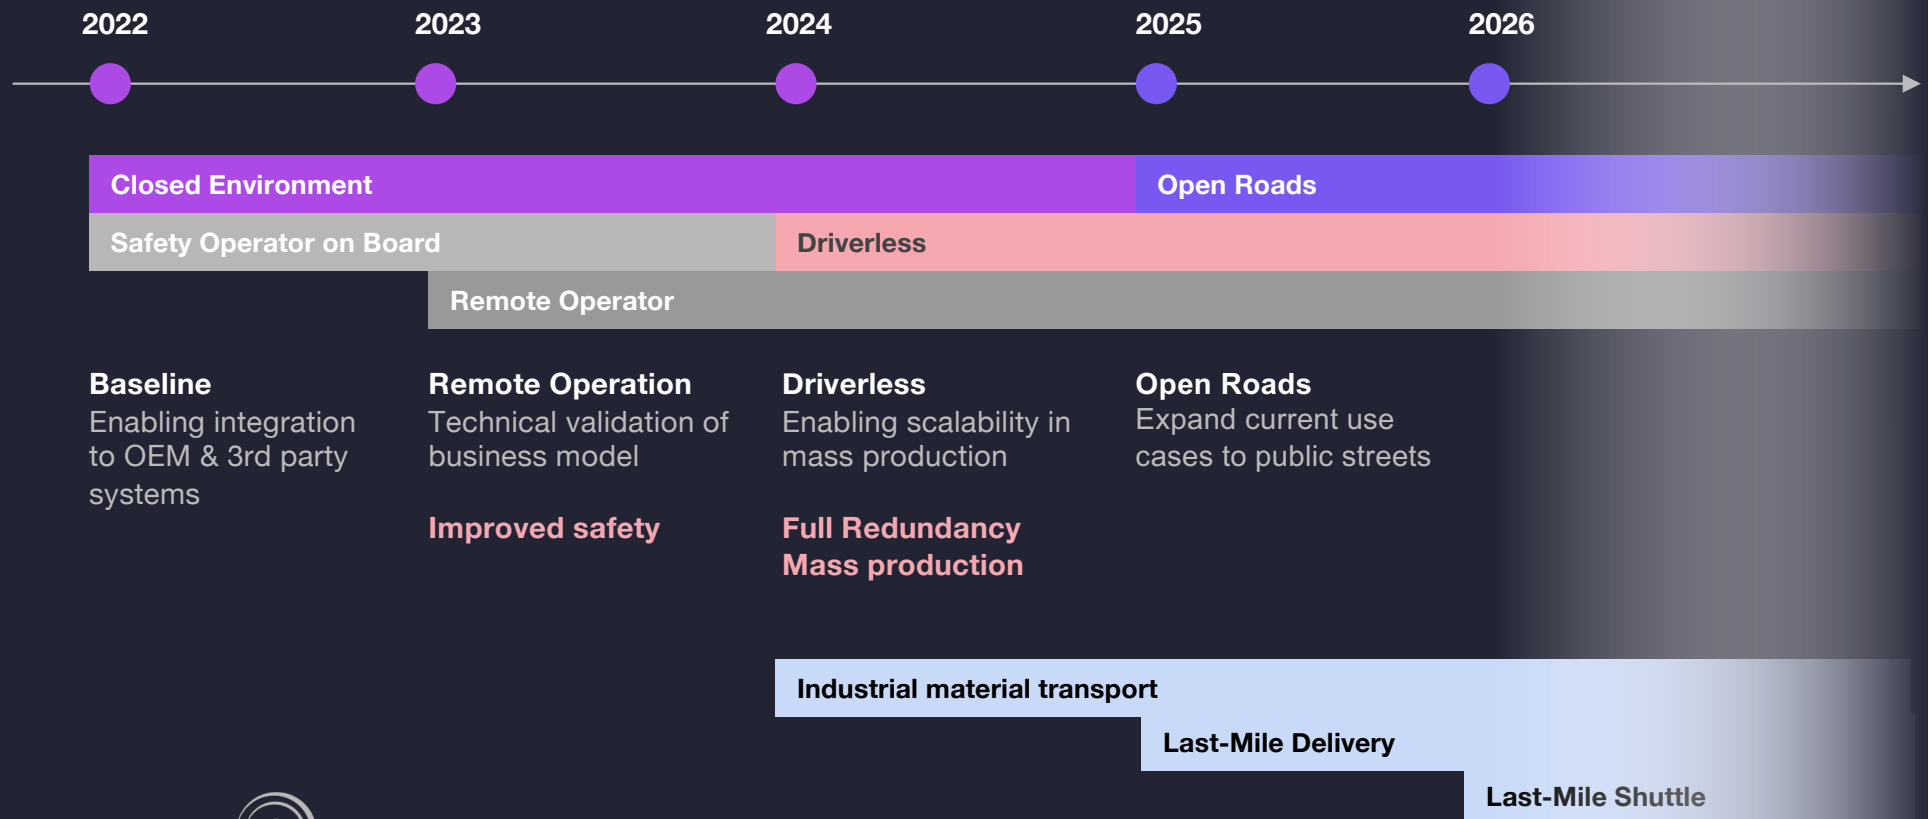 2022
2023
2024
2025
2026
Closed Environment
Open Roads
Safety Operator on Board
Driverless
Remote Operator
Baseline
Enabling integration
to OEM & 3rd party
systems
Remote Operation
Technical validation of
business model
Improved safety
Driverless
Enabling scalability in
mass production
Full Redundancy
Mass production
Open Roads
Expand current use
cases to public streets
Industrial material transport
Last-Mile Delivery
Last-Mile Shuttle